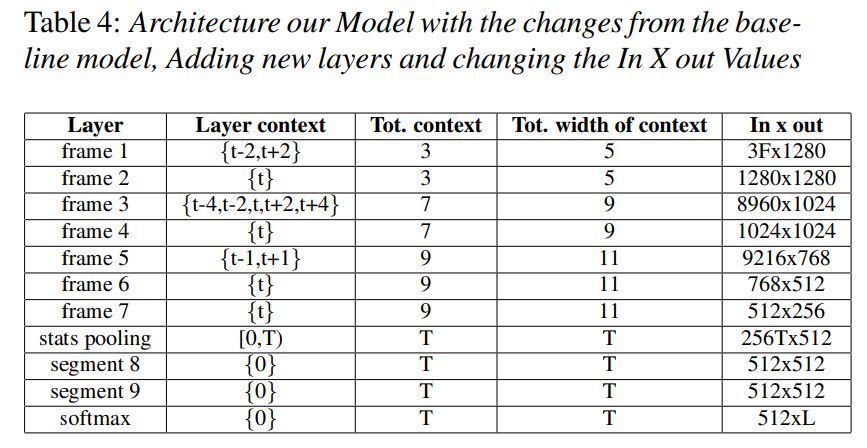 Table 4: Architecture our Model with the changes from the base-
line model, Adding new layers and changing the In X out Values
Layer Layer context Tot. context Tot. width of context In x out
frame 1 {t-2,t+2} 3 5 3Fx1280
frame 2 {t} 3 5 1280x1280
frame 3 {t-4,t-2,t,t+2,t+4} 7 9 8960x1024
frame 4 {t} 7 9 1024x1024
frame 5 {t-1,t+1} 9 11 9216x768
frame 6 {t} 9 11 768x512
frame 7 {t} 9 11 512x256
stats pooling [0,T) T T 256Tx512
segment 8 {0} T T 512x512
segment 9 {0} T T 512x512
softmax {0} T T 512xL